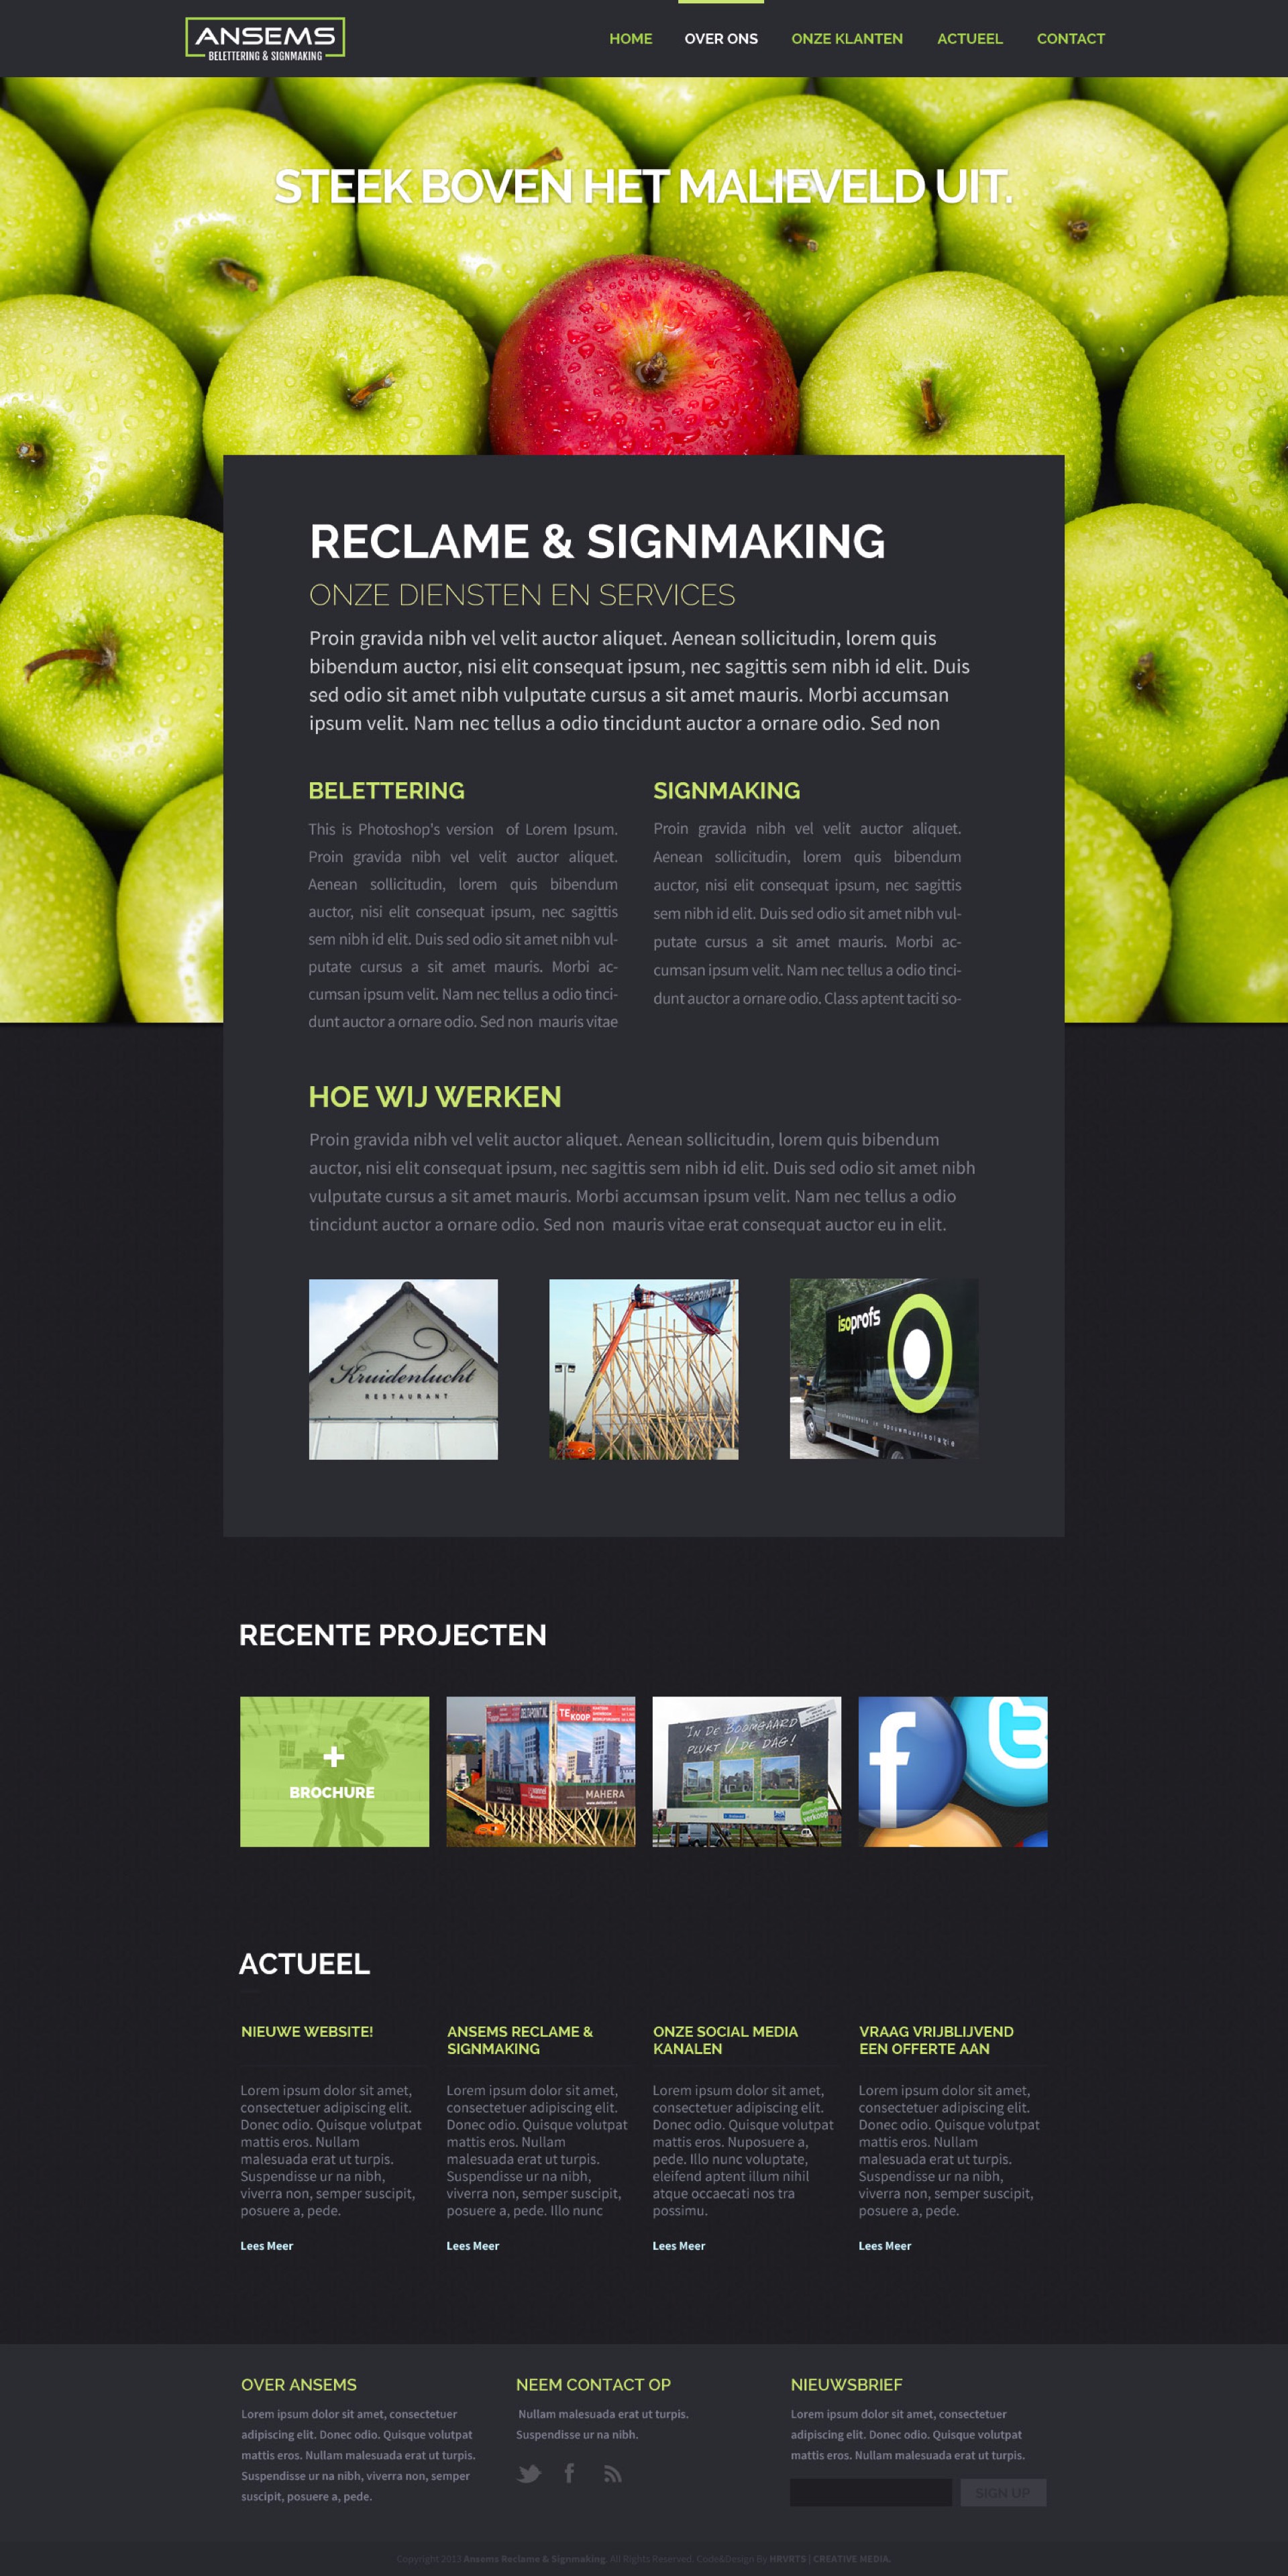 ANSEMS
BELETTERING & SIGNMAKING
HOME OVER ONS ONZE KLANTEN ACTUEEL CONTACT
STEEK BOVEN HET MALIEVELD UIT.
RECLAME & SIGNMAKING
ONZE DIENSTEN EN SERVICES
Proin gravida nibh vel velit auctor aliquet. Aenean sollicitudin, lorem quis
bibendum auctor, nisi elit consequat ipsum, nec sagittis sem nibh id elit. Duis
sed odio sit amet nibh vulputate cursus a sit amet mauris. Morbi accumsan
ipsum velit. Nam nec tellus a odio tincidunt auctor a ornare odio. Sed non
BELETTERING
This is Photoshop's version of Lorem Ipsum.
Proin gravida nibh vel velit auctor aliquet.
Aenean sollicitudin, lorem quis bibendum
auctor, nisi elit consequat ipsum, nec sagittis
sem nibh id elit. Duis sed odio sit amet nibh vul-
putate cursus a sit amet mauris. Morbi ac-
cumsan ipsum velit. Nam nec tellus a odio tinci-
dunt auctor a ornare odio. Sed non mauris vitae
SIGNMAKING
Proin gravida nibh vel velit auctor aliquet.
Aenean sollicitudin, lorem quis bibendum
auctor, nisi elit consequat ipsum, nec sagittis
sem nibh id elit. Duis sed odio sit amet nibh vul-
putate cursus a sit amet mauris. Morbi ac-
cumsan ipsum velit. Nam nec tellus a odio tinci-
dunt auctor a ornare odio. Class aptent taciti so-
HOE WIJ WERKEN
Proin gravida nibh vel velit auctor aliquet. Aenean sollicitudin, lorem quis bibendum
auctor, nisi elit consequat ipsum, nec sagittis sem nibh id elit. Duis sed odio sit amet nibh
vulputate cursus a sit amet mauris. Morbi accumsan ipsum velit. Nam nec tellus a odio
tincidunt auctor a ornare odio. Sed non mauris vitae erat consequat auctor eu in elit.
Kruidenlucht
RESTAURANT
isoprofs
RECENTE PROJECTEN
+
BROCHURE
DELTAPOINT.NL
TE KOOP
MAHERA
IN DE BOOMGAARD
PLUKT U DE DAG!
verkoop
ACTUEEL
NIEUWE WEBSITE!
Lorem ipsum dolor sit amet,
consectetuer adipiscing elit.
Donec odio. Quisque volutpat
mattis eros. Nullam
malesuada erat ut turpis.
Suspendisse ur na nibh,
viverra non, semper suscipit,
posuere a, pede.
Lees Meer
ANSEMS RECLAME &
SIGNMAKING
Lorem ipsum dolor sit amet,
consectetuer adipiscing elit.
Donec odio. Quisque volutpat
mattis eros. Nullam
malesuada erat ut turpis.
Suspendisse ur na nibh,
viverra non, semper suscipit,
posuere a, pede. Illo nunc
Lees Meer
ONZE SOCIAL MEDIA
KANALEN
Lorem ipsum dolor sit amet,
consectetuer adipiscing elit.
Donec odio. Quisque volutpat
mattis eros. Nuposuere a,
pede. Illo nunc voluptate,
eleifend aptent illum nihil
atque occaecati nos tra
possimu.
Lees Meer
VRAAG VRIJBLIJVEND
EEN OFFERTE AAN
Lorem ipsum dolor sit amet,
consectetuer adipiscing elit.
Donec odio. Quisque volutpat
mattis eros. Nullam
malesuada erat ut turpis.
Suspendisse ur na nibh,
viverra non, semper suscipit,
posuere a, pede.
Lees Meer
OVER ANSEMS
Lorem ipsum dolor sit amet, consectetuer
adipiscing elit. Donec odio. Quisque volutpat
mattis eros. Nullam malesuada erat ut turpis.
Suspendisse ur na nibh, viverra non, semper
suscipit, posuere a, pede.
NEEM CONTACT OP
Nullam malesuada erat ut turpis.
Suspendisse ur na nibh.
NIEUWSBRIEF
Lorem ipsum dolor sit amet, consectetuer
adipiscing elit. Donec odio. Quisque volutpat
mattis eros. Nullam malesuada erat ut turpis.
SIGN UP
Copyright 2013 Ansems Reclame & Signmaking. All Rights Reserved. Code&Design By HRVRTS | CREATIVE MEDIA.